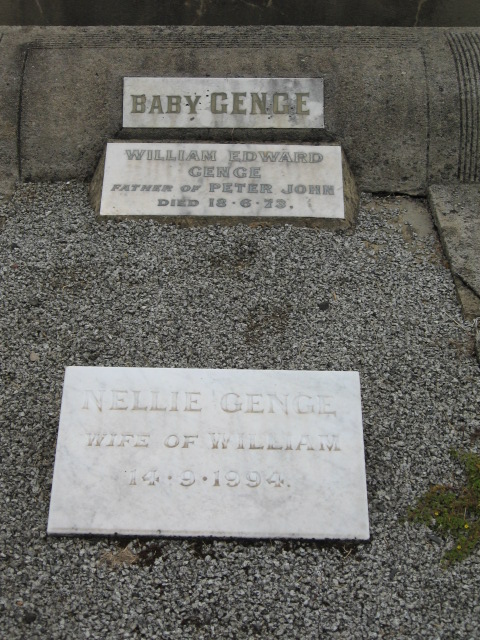 BABY GENGE
WILLIAM EDWARD
GENGE
FATHER OF PETER JOHN
DIED 18·6·73.
NELLIE GENGE
WIFE OF WILLIAM
14·9·1994.